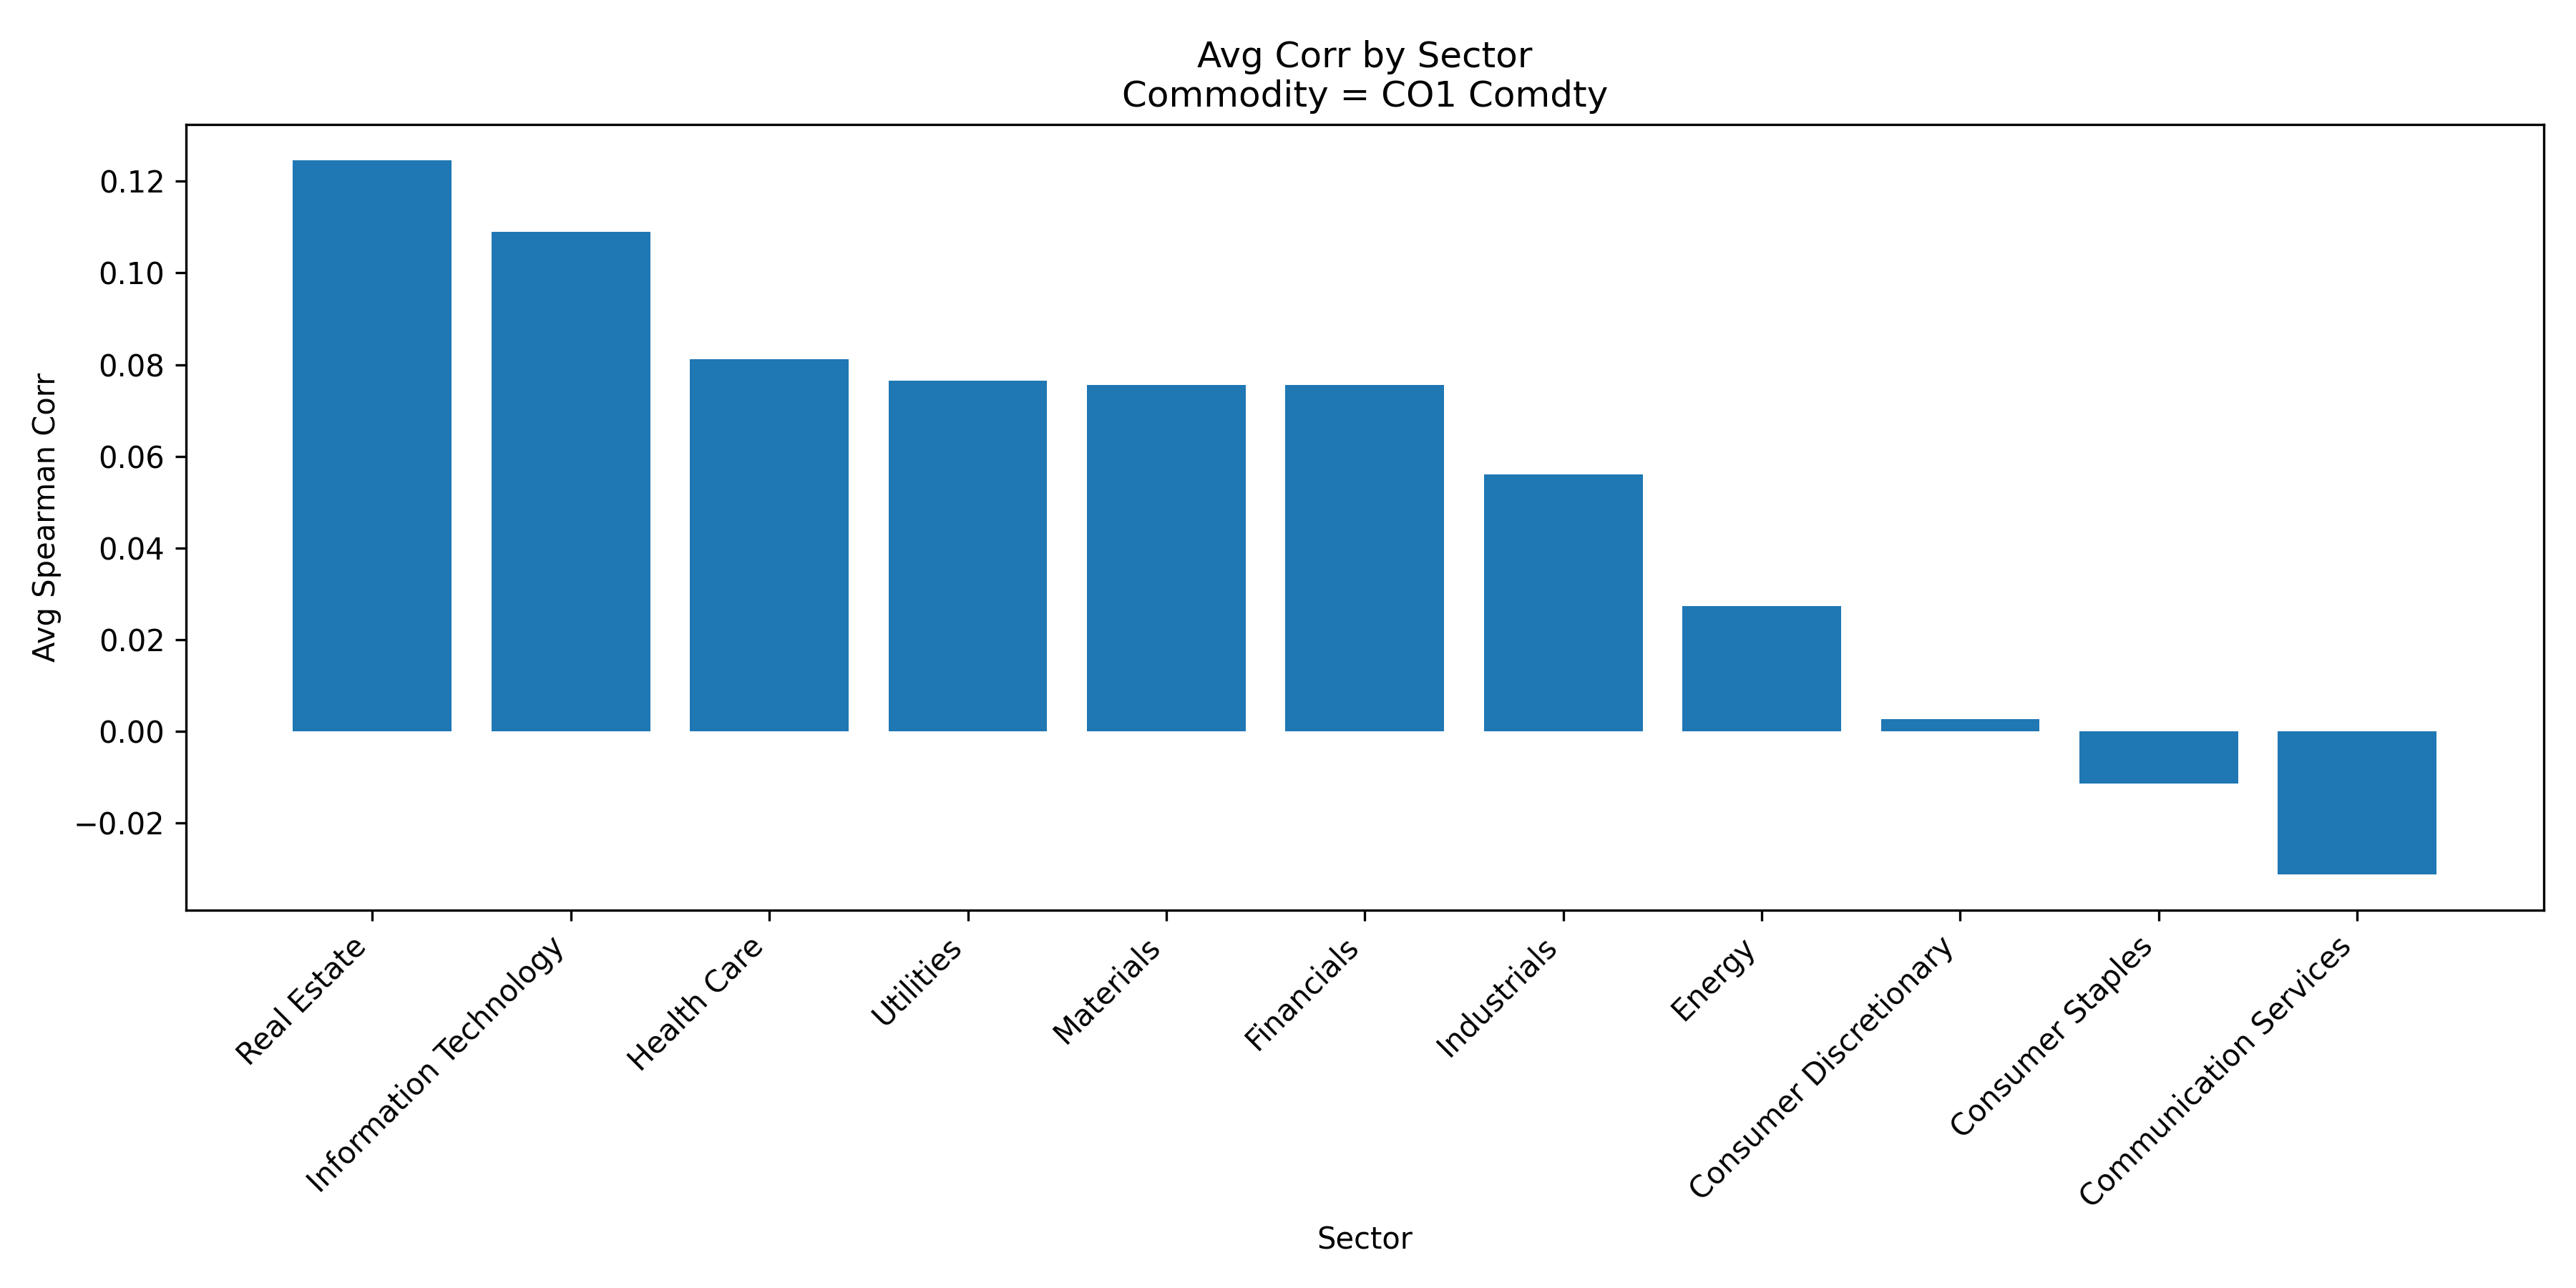 Avg Corr by Sector
Commodity = CO1 Comdty
Avg Spearman Corr
0.12
0.10
0.08
0.06
0.04
0.02
0.00
−0.02
Real Estate
Information Technology
Health Care
Utilities
Materials
Financials
Industrials
Energy
Consumer Discretionary
Consumer Staples
Communication Services
Sector